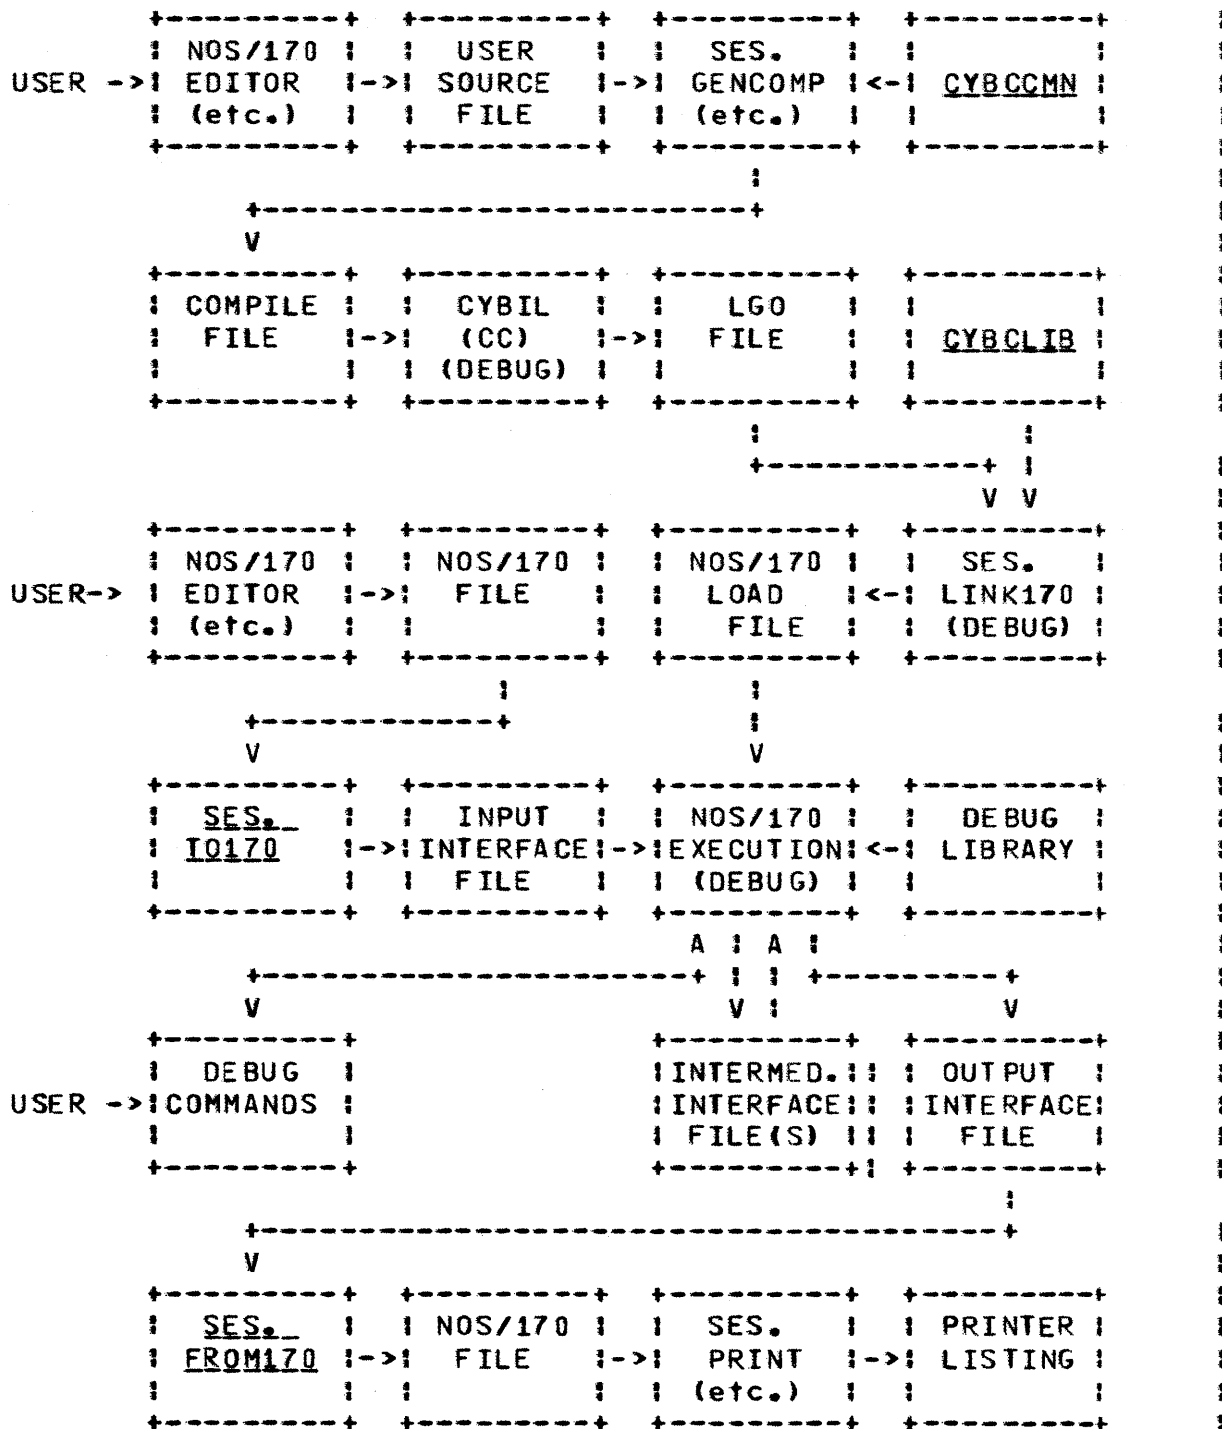 NOS/170 USER SES.
USER -> EDITOR -> SOURCE -> GENCOMP <- CYBCCMN
(etc.) FILE (etc.)
V
COMPILE CYBIL LGO
FILE -> (CC) -> FILE CYBCLIB
(DEBUG)
V V
NOS/170 NOS/170 NOS/170 SES.
USER-> EDITOR -> FILE LOAD <- LINK170
(etc.) FILE (DEBUG)
V V
SES. INPUT NOS/170 DEBUG
TO170 -> INTERFACE -> EXECUTION <- LIBRARY
FILE (DEBUG)
A A
V V V
DEBUG INTERMED. OUTPUT
USER -> COMMANDS INTERFACE INTERFACE
FILE(S) FILE
V
SES. NOS/170 SES. PRINTER
FROM170 -> FILE -> PRINT -> LISTING
(etc.)